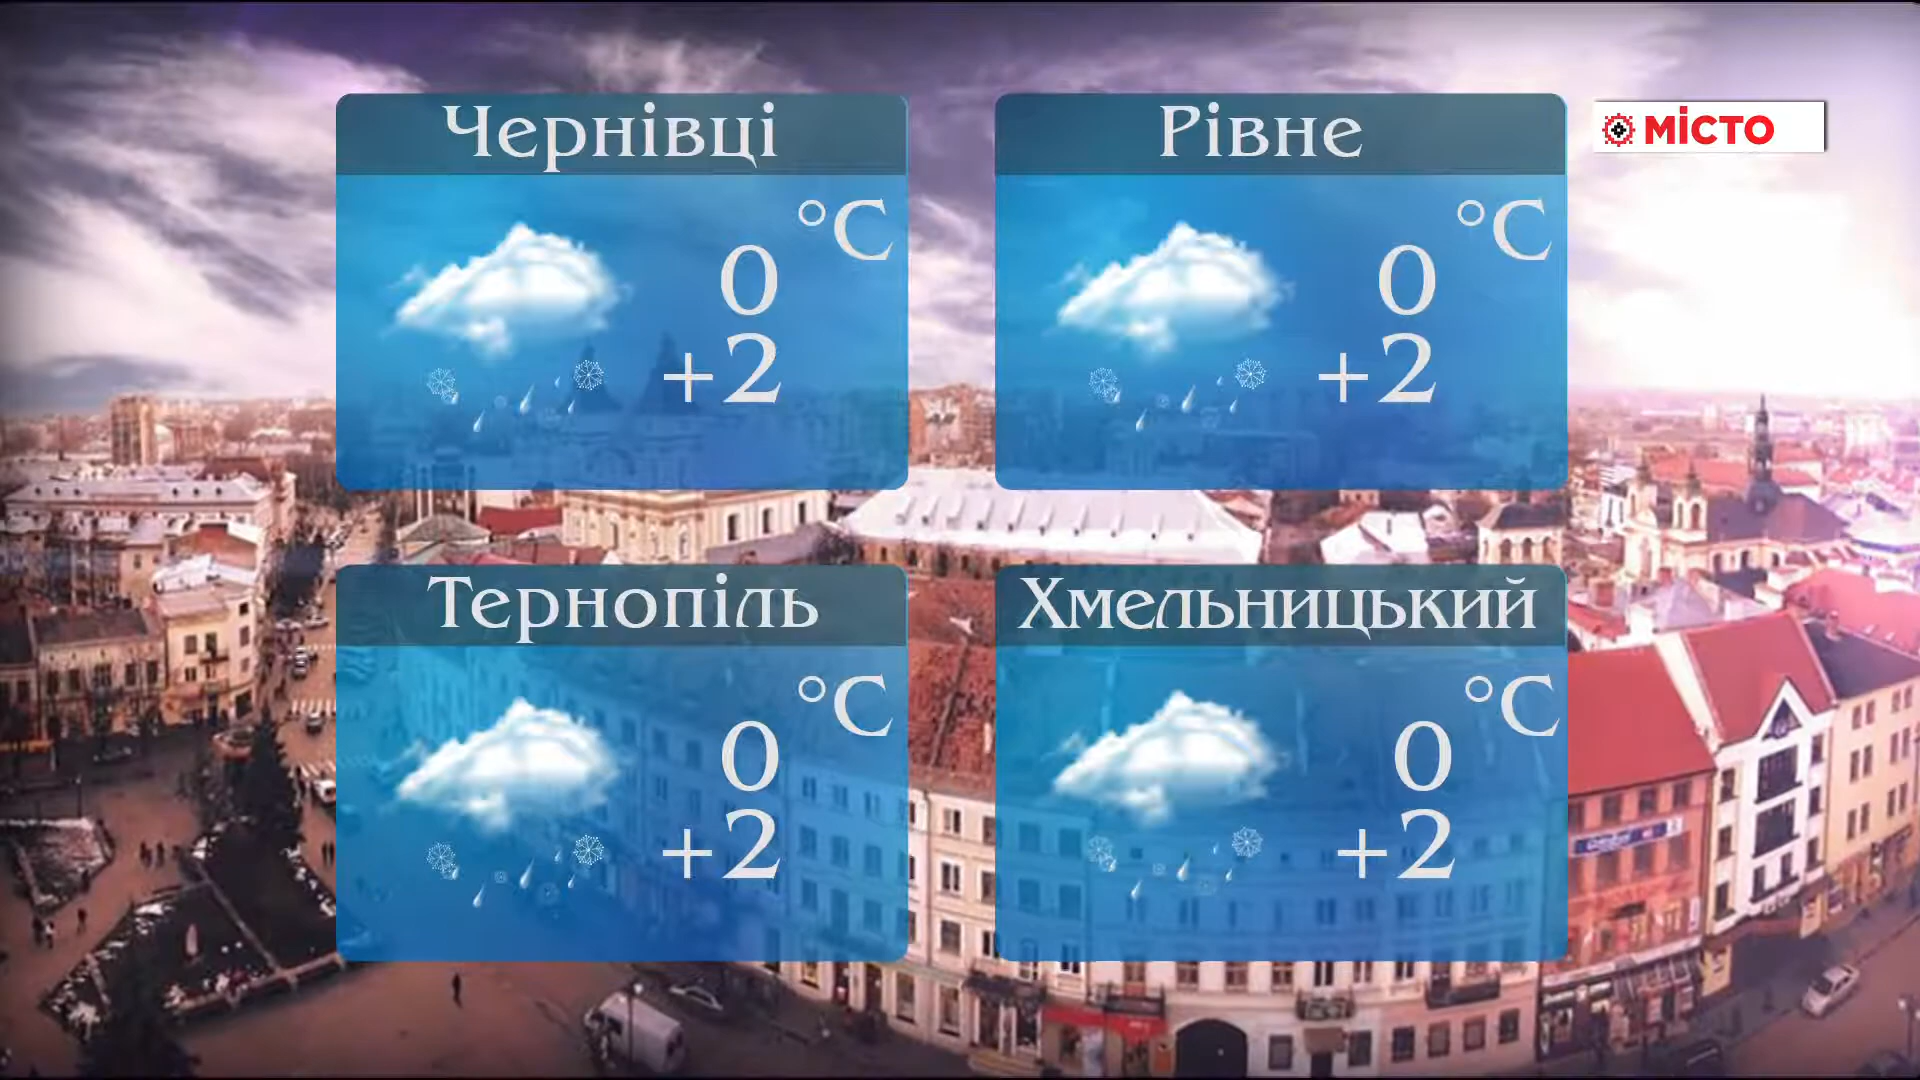 Чернівці
°C
0
+2
Рівне
°C
0
+2
МІСТО
Тернопіль
°C
0
+2
Хмельницький
°C
0
+2